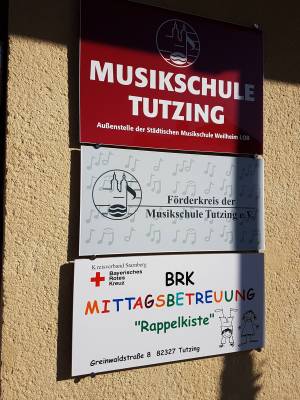 MUSIKSCHULE
TUTZING
Außenstelle der Städtischen Musikschule Weilheim i.OB
Förderkreis der
Musikschule Tutzing e.V.
Kreisverband Starnberg
Bayerisches
Rotes
Kreuz
BRK
MITTAGSBETREUUNG
"Rappelkiste"
Greinwaldstraße 8 82327 Tutzing